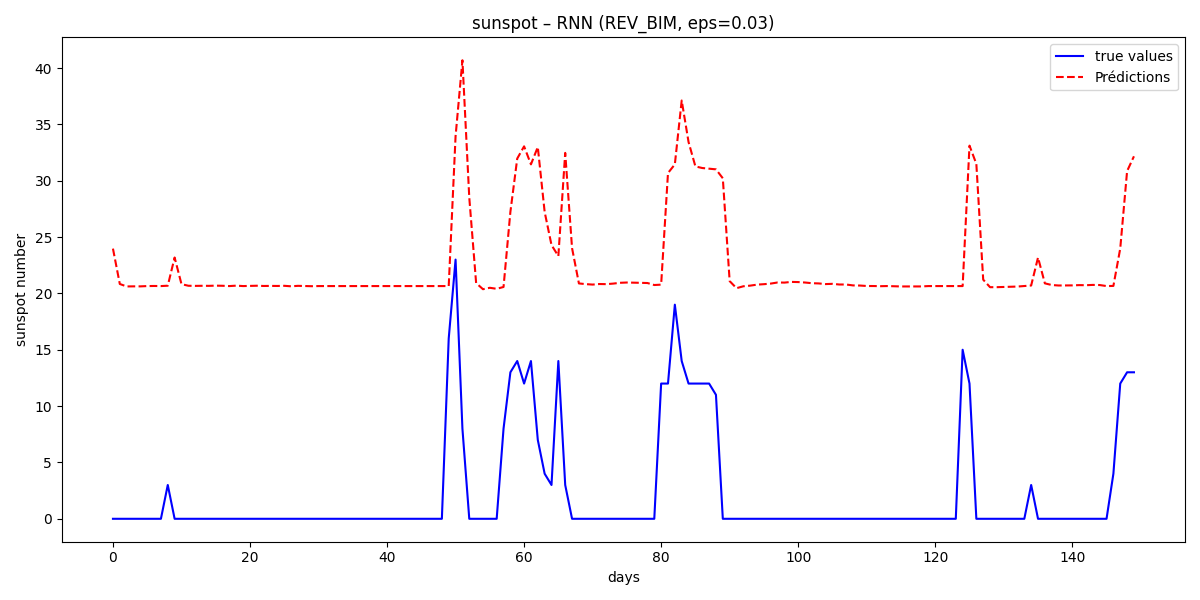 sunspot – RNN (REV_BIM, eps=0.03)
true values
Prédictions
sunspot number
40
35
30
25
20
15
10
5
0
0 20 40 60 80 100 120 140
days